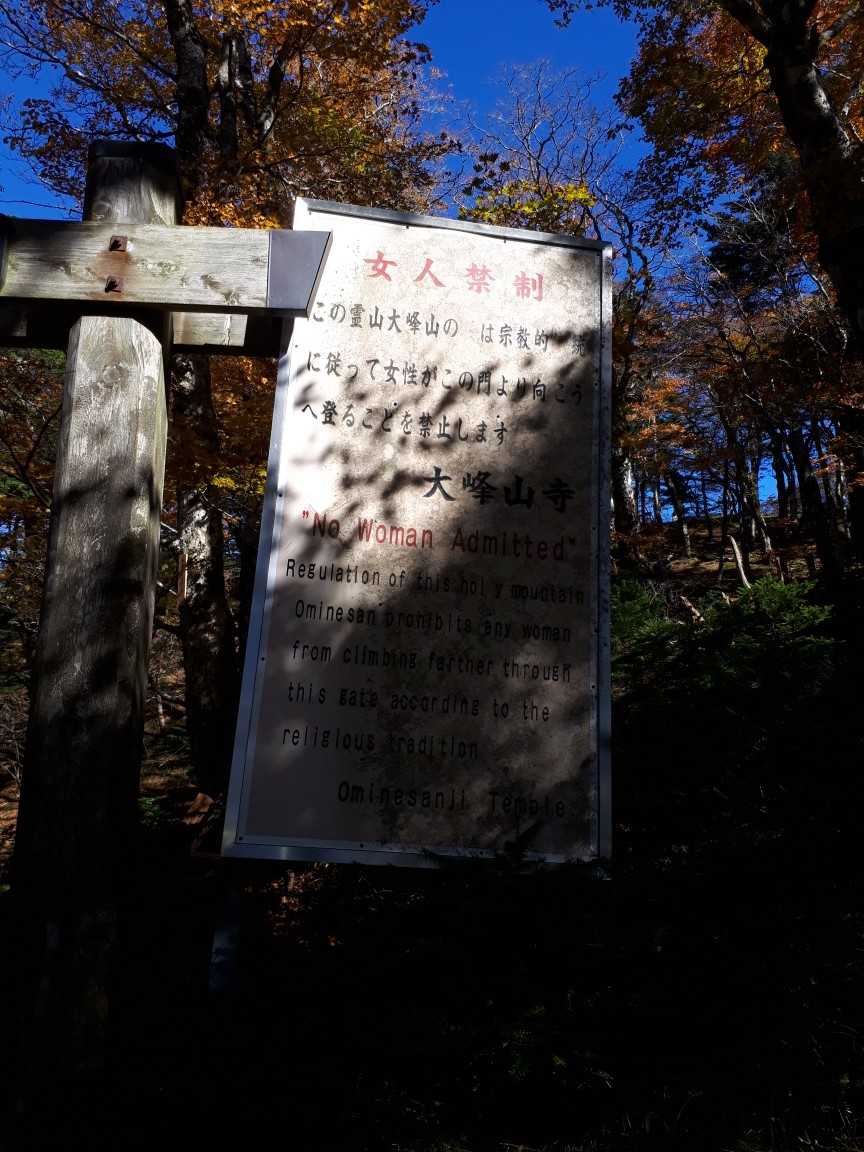 女人禁制
この霊山大峰山の は宗教的 統
に従って女性がこの門より向こう
へ登ることを禁止します
大峰山寺
"No Woman Admitted"
Regulation of this holy mountain
Ominesan prohibits any woman
from climbing farther through
this gate according to the
religious tradition
Ominesanji Temple.